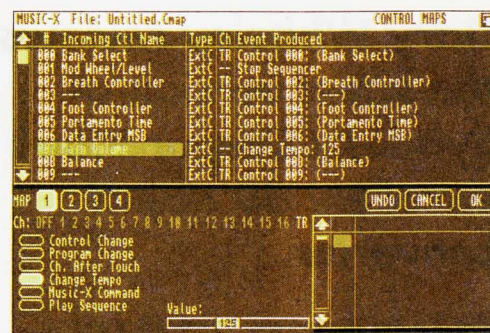 MUSIC-X File: Untitled.Cmap CONTROL MAPS
# Incoming Ctl Name Type Ch Event Produced
000 Bank Select ExtC TR Control 000: (Bank Select)
001 Mod Wheel/Level ExtC -- Stop Sequencer
002 Breath Controller ExtC TR Control 002: (Breath Controller)
003 --- ExtC TR Control 003: (---)
004 Foot Controller ExtC TR Control 004: (Foot Controller)
005 Portamento Time ExtC TR Control 005: (Portamento Time)
006 Data Entry MSB ExtC TR Control 006: (Data Entry MSB)
007 Main Volume ExtC -- Change Tempo: 125
008 Balance ExtC TR Control 008: (Balance)
009 --- ExtC TR Control 009: (---)
MAP 1 2 3 4 UNDO CANCEL OK
Ch: OFF 1 2 3 4 5 6 7 8 9 10 11 12 13 14 15 16 TR
Control Change
Program Change
Ch. After Touch
Change Tempo
Music-X Command
Play Sequence
Value:
125